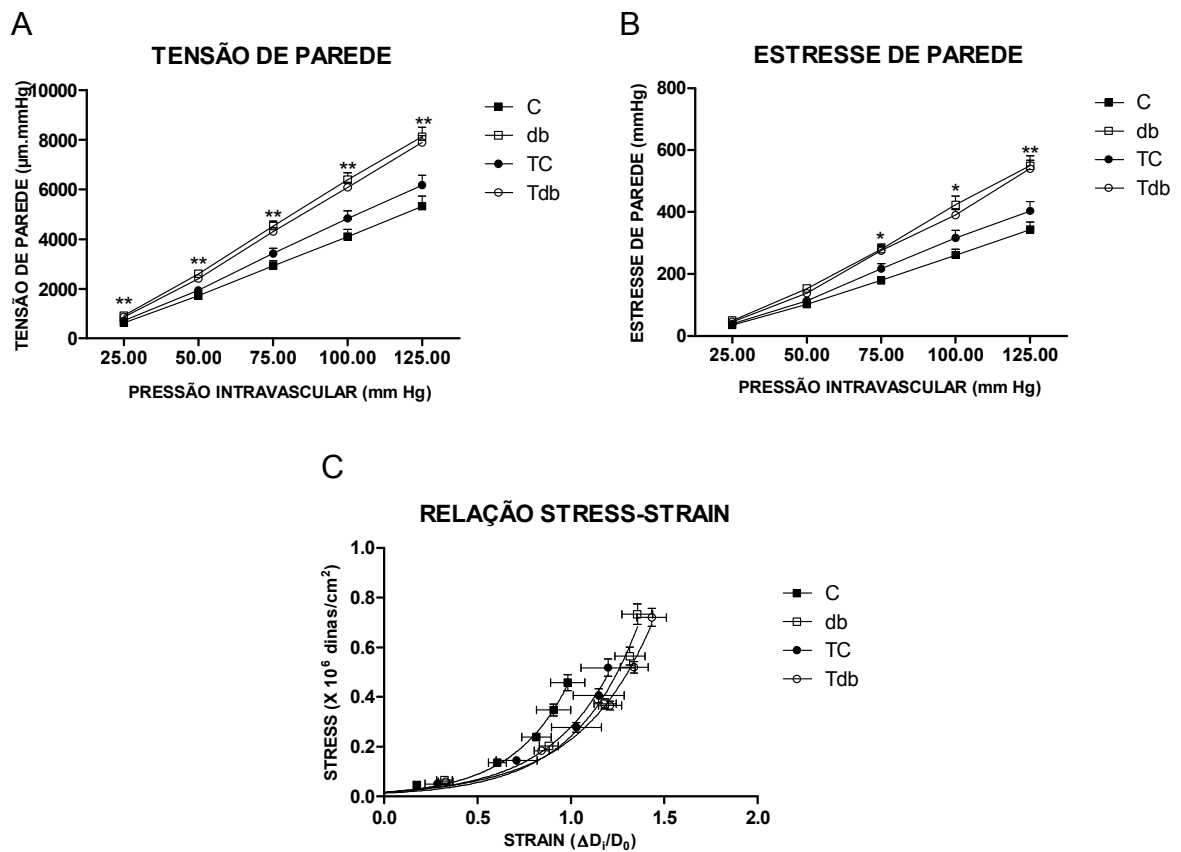 A
TENSÃO DE PAREDE
TENSÃO DE PAREDE (µm.mmHg)
10000
8000
6000
4000
2000
0
**
**
**
**
**
25.00 50.00 75.00 100.00 125.00
PRESSÃO INTRAVASCULAR (mm Hg)
C
db
TC
Tdb
B
ESTRESSE DE PAREDE
ESTRESSE DE PAREDE (mmHg)
800
600
400
200
0
*
*
**
25.00 50.00 75.00 100.00 125.00
PRESSÃO INTRAVASCULAR (mm Hg)
C
db
TC
Tdb
C
RELAÇÃO STRESS-STRAIN
STRESS (X 10⁶ dinas/cm²)
1.0
0.8
0.6
0.4
0.2
0.0
0.0 0.5 1.0 1.5 2.0
STRAIN (ΔDᵢ/D₀)
C
db
TC
Tdb